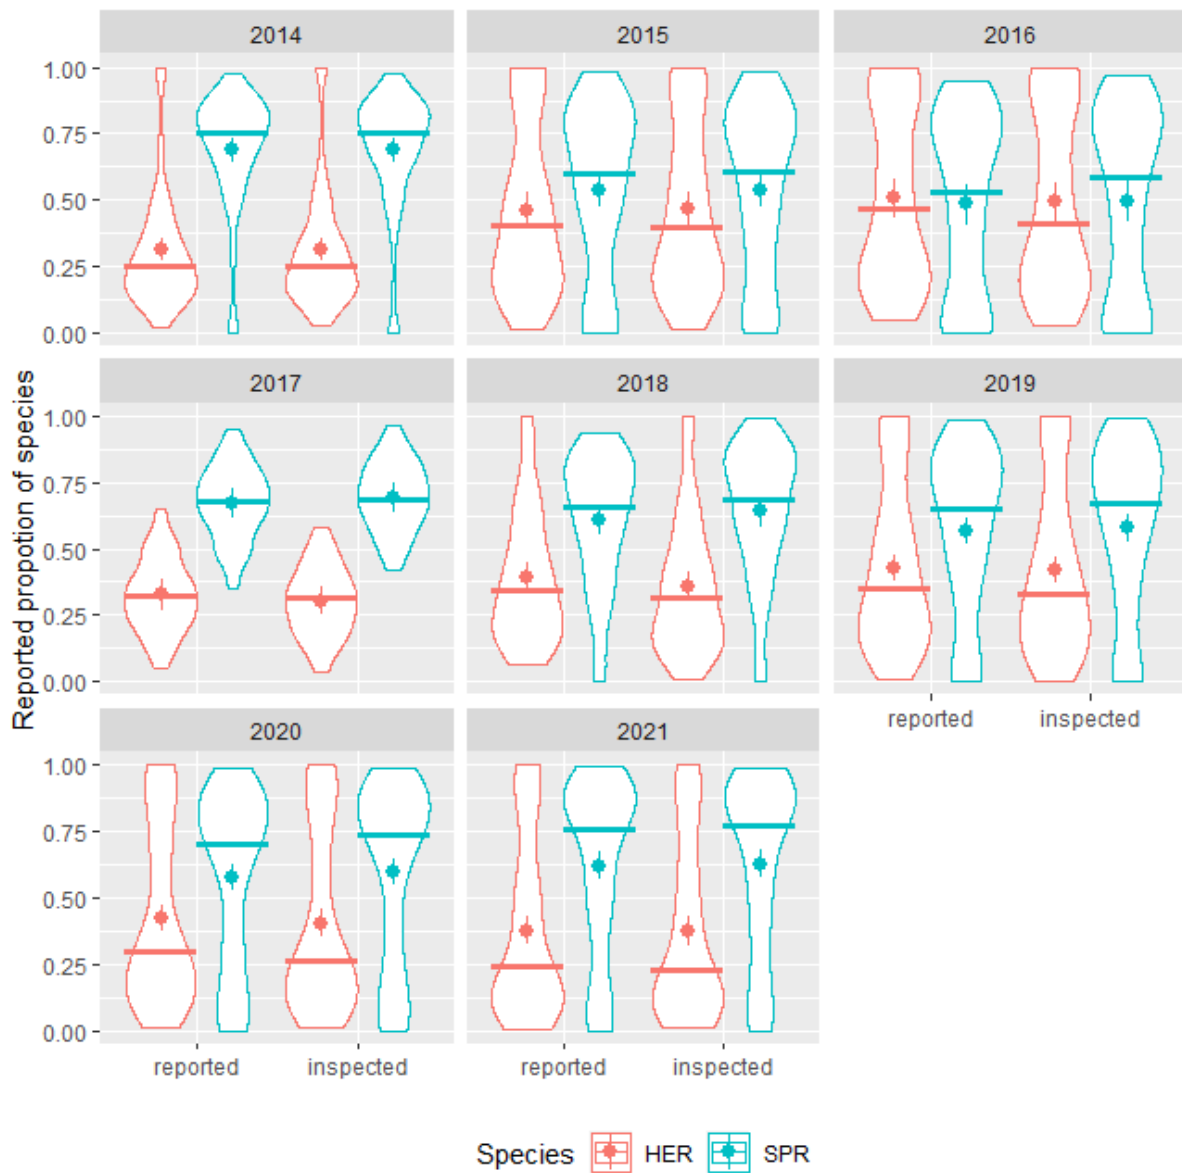 2014 2015 2016
1.00
0.75
0.50
0.25
0.00
2017 2018 2019
1.00
0.75
0.50
0.25
0.00
reported inspected
2020 2021
1.00
0.75
0.50
0.25
0.00
reported inspected reported inspected
Reported propotion of species
Species HER SPR